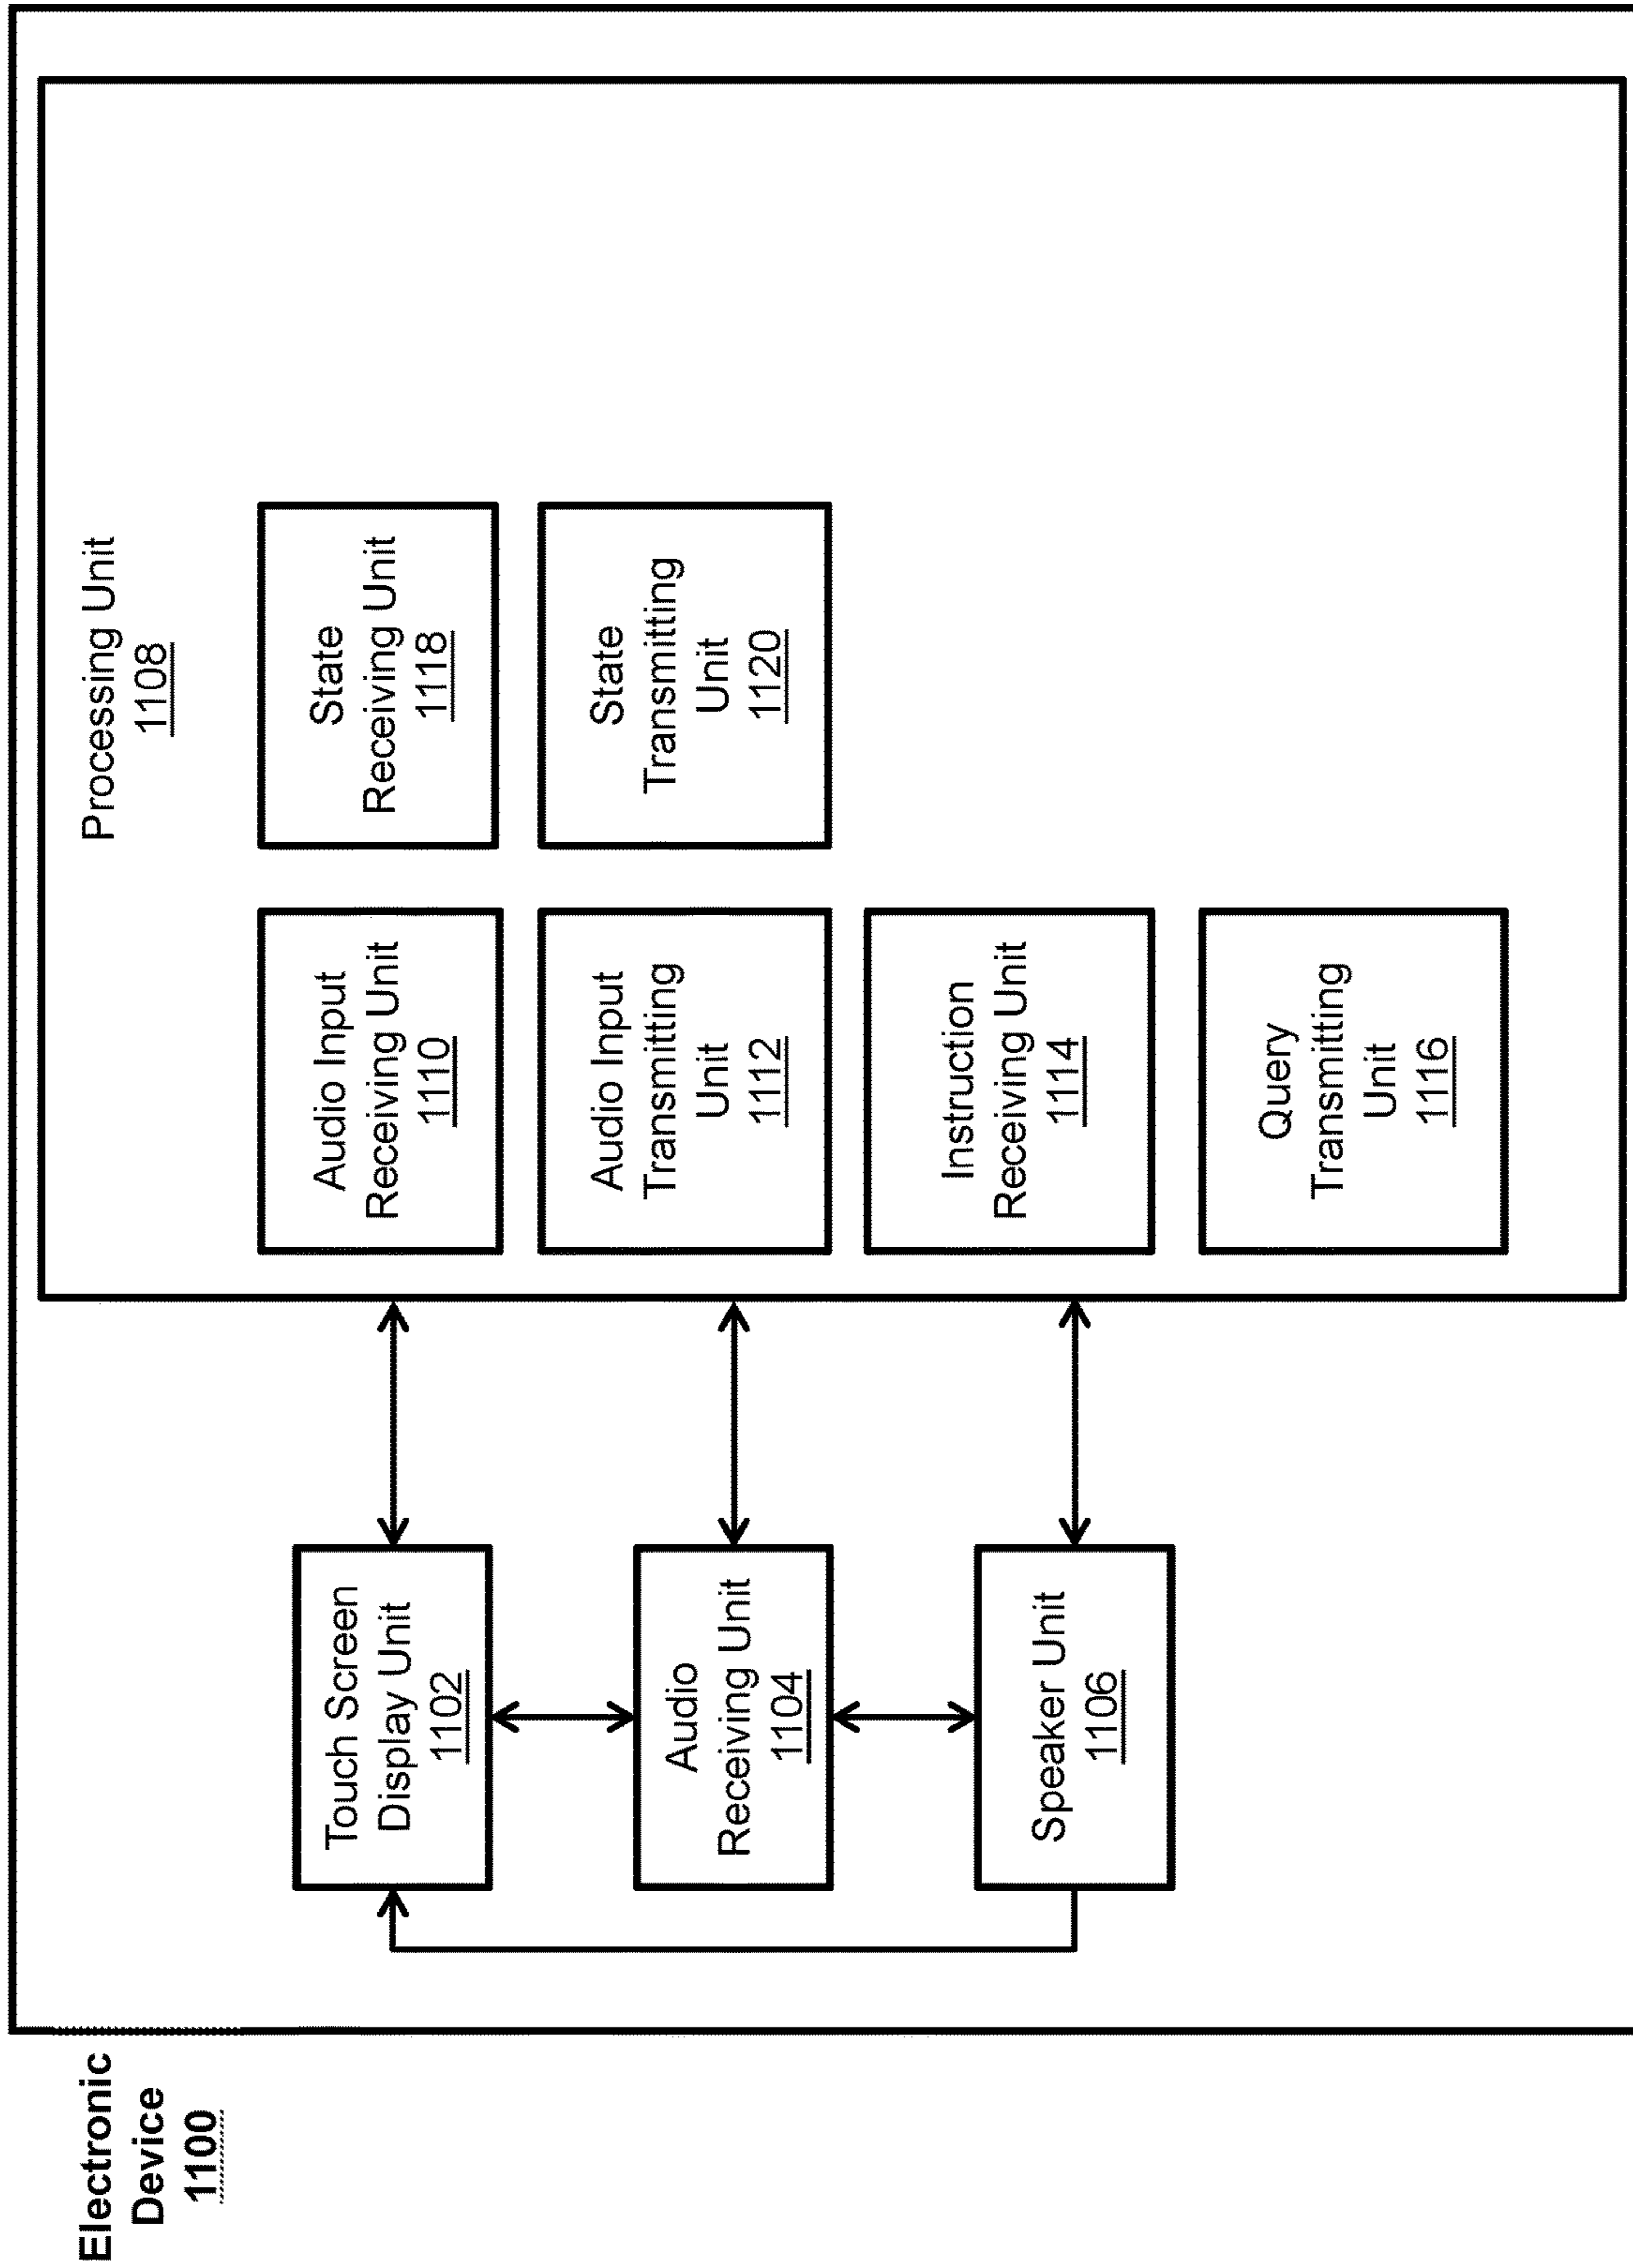 Electronic
Device
1100
Touch Screen
Display Unit
1102
Audio
Receiving Unit
1104
Speaker Unit
1106
Processing Unit
1108
Audio Input
Receiving Unit
1110
Audio Input
Transmitting
Unit
1112
Instruction
Receiving Unit
1114
Query
Transmitting
Unit
1116
State
Receiving Unit
1118
State
Transmitting
Unit
1120